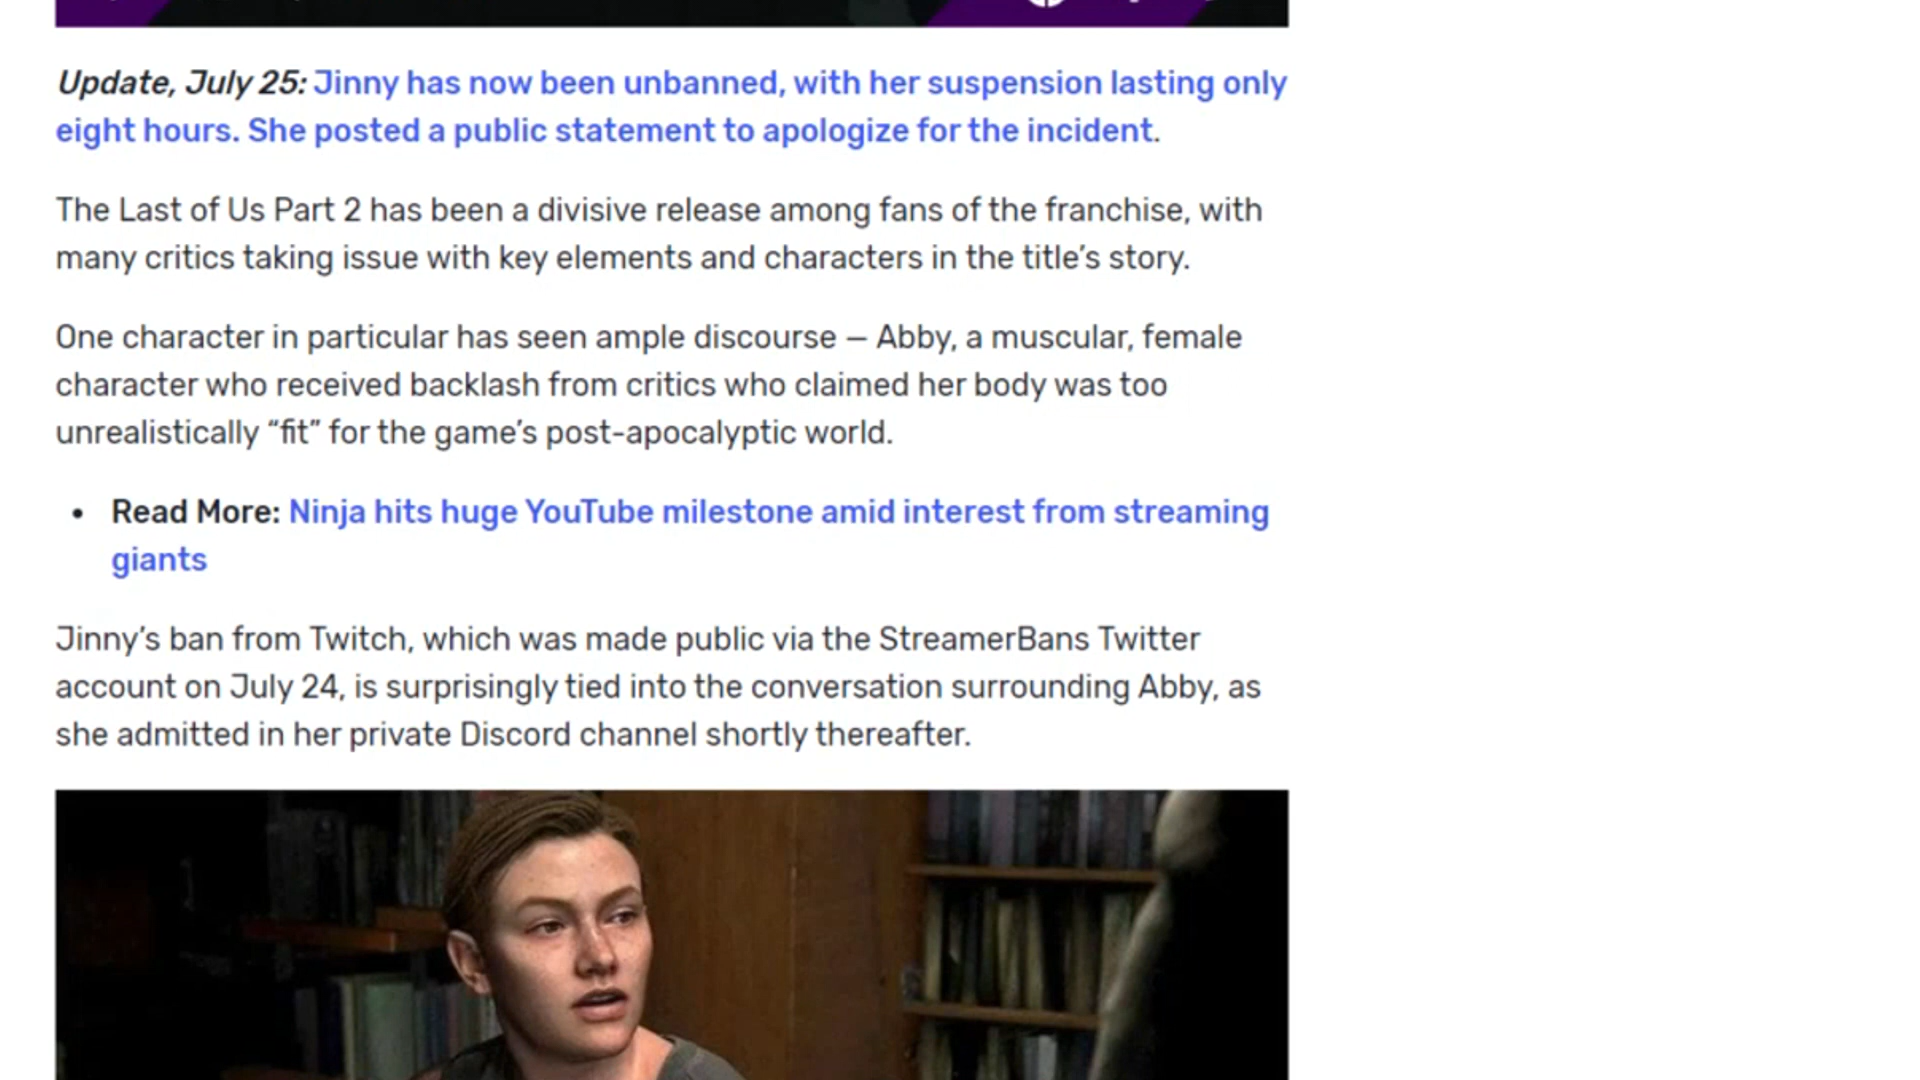 Update, July 25: Jinny has now been unbanned, with her suspension lasting only
eight hours. She posted a public statement to apologize for the incident.
The Last of Us Part 2 has been a divisive release among fans of the franchise, with
many critics taking issue with key elements and characters in the title’s story.
One character in particular has seen ample discourse – Abby, a muscular, female
character who received backlash from critics who claimed her body was too
unrealistically “fit” for the game’s post-apocalyptic world.
• Read More: Ninja hits huge YouTube milestone amid interest from streaming
giants
Jinny’s ban from Twitch, which was made public via the StreamerBans Twitter
account on July 24, is surprisingly tied into the conversation surrounding Abby, as
she admitted in her private Discord channel shortly thereafter.